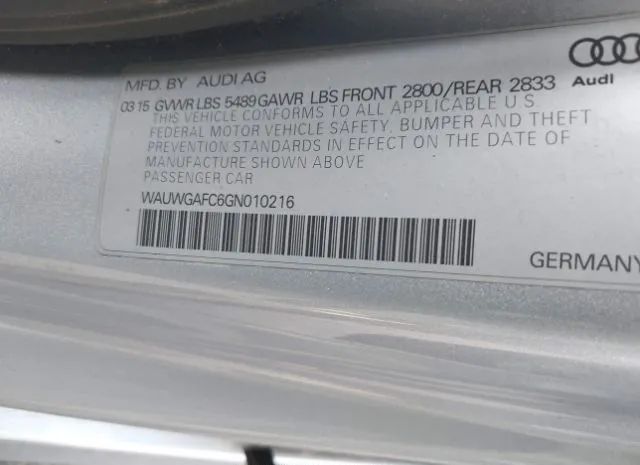 MFD. BY AUDI AG
03 15 GVWR LBS 5489 GAWR LBS FRONT 2800/REAR 2833
Audi
THIS VEHICLE CONFORMS TO ALL APPLICABLE U S
FEDERAL MOTOR VEHICLE SAFETY, BUMPER AND THEFT
PREVENTION STANDARDS IN EFFECT ON THE DATE OF
MANUFACTURE SHOWN ABOVE
PASSENGER CAR
WAUWGAFC6GN010216
GERMANY